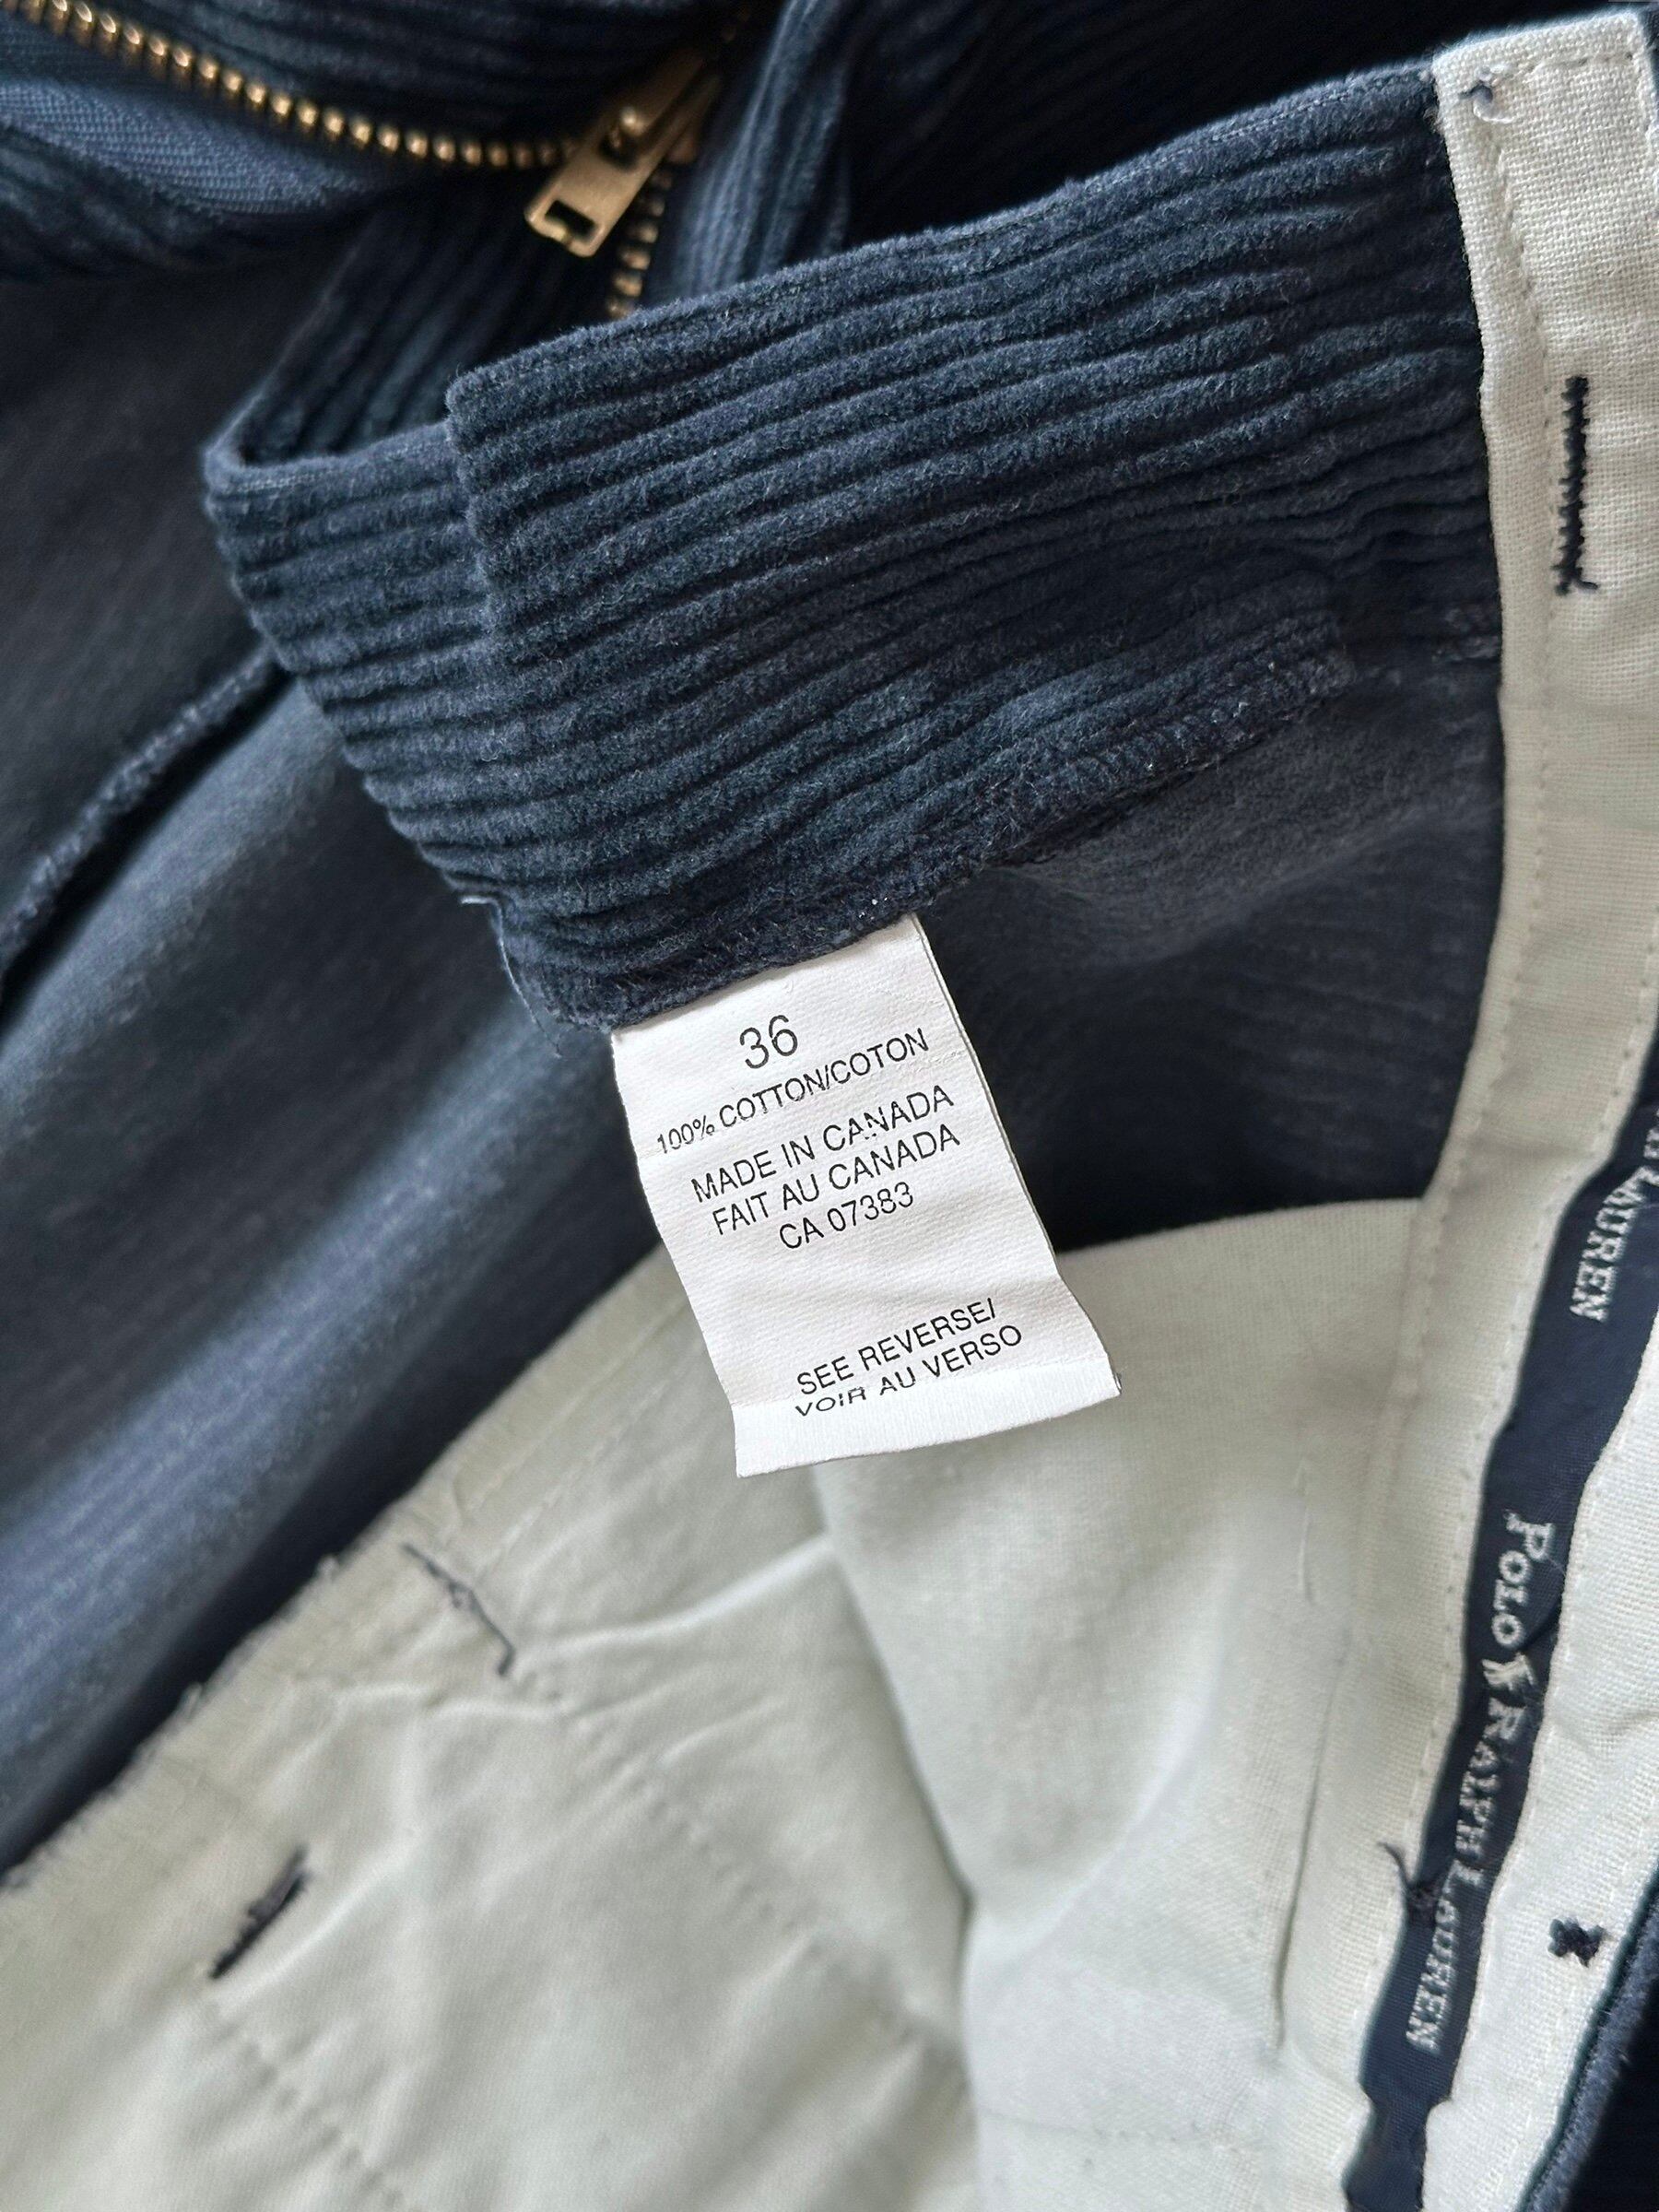 36
100% COTTON/COTON
MADE IN CANADA
FAIT AU CANADA
CA 07383
SEE REVERSE/
VOIR AU VERSO
LAUREN
POLO RALPH LAUREN